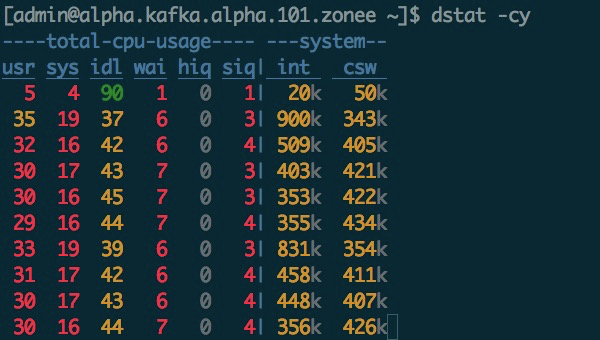 [admin@alpha.kafka.alpha.101.zonee ~]$ dstat -cy
----total-cpu-usage---- ---system--
usr sys idl wai hiq siq| int   csw
  5   4  90   1   0   1|  20k   50k
 35  19  37   6   0   3| 900k  343k
 32  16  42   6   0   4| 509k  405k
 30  17  43   7   0   3| 403k  421k
 30  16  45   7   0   3| 353k  422k
 29  16  44   7   0   4| 355k  434k
 33  19  39   6   0   3| 831k  354k
 31  17  42   6   0   4| 458k  411k
 30  17  43   6   0   4| 448k  407k
 30  16  44   7   0   4| 356k  426k